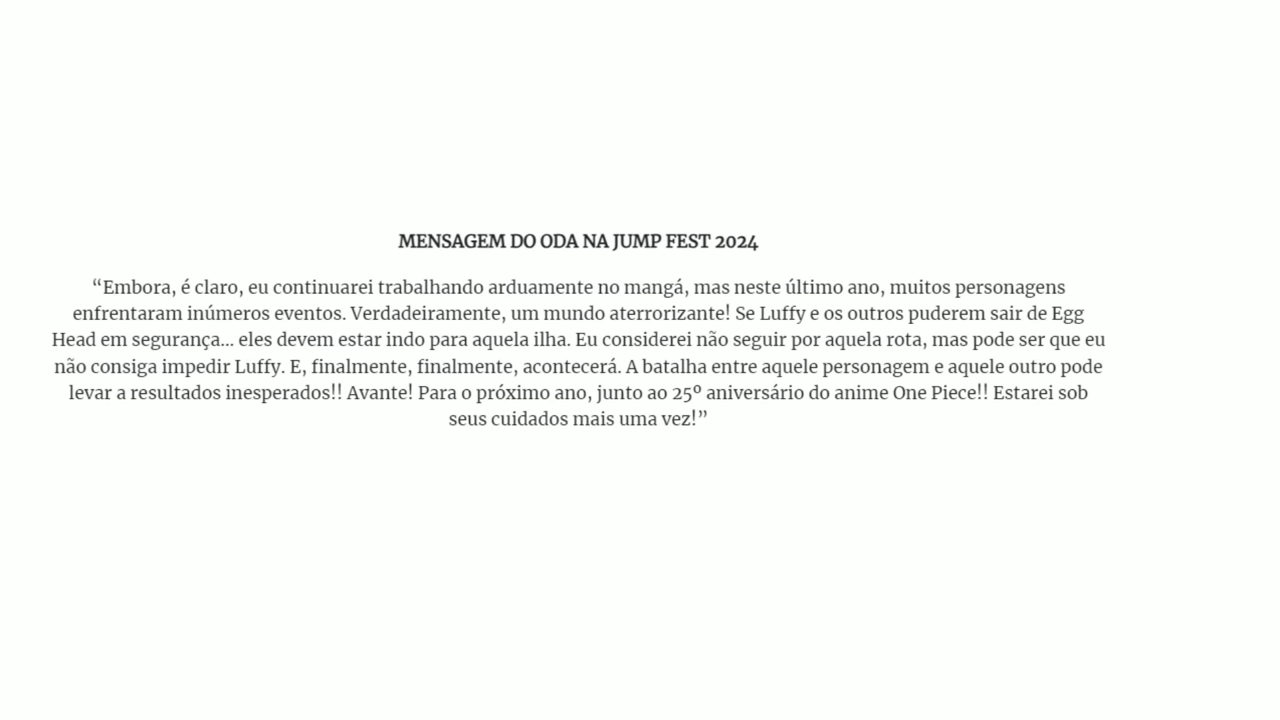 MENSAGEM DO ODA NA JUMP FEST 2024
“Embora, é claro, eu continuarei trabalhando arduamente no mangá, mas neste último ano, muitos personagens
enfrentaram inúmeros eventos. Verdadeiramente, um mundo aterrorizante! Se Luffy e os outros puderem sair de Egg
Head em segurança... eles devem estar indo para aquela ilha. Eu considerei não seguir por aquela rota, mas pode ser que eu
não consiga impedir Luffy. E, finalmente, finalmente, acontecerá. A batalha entre aquele personagem e aquele outro pode
levar a resultados inesperados!! Avante! Para o próximo ano, junto ao 25º aniversário do anime One Piece!! Estarei sob
seus cuidados mais uma vez!”